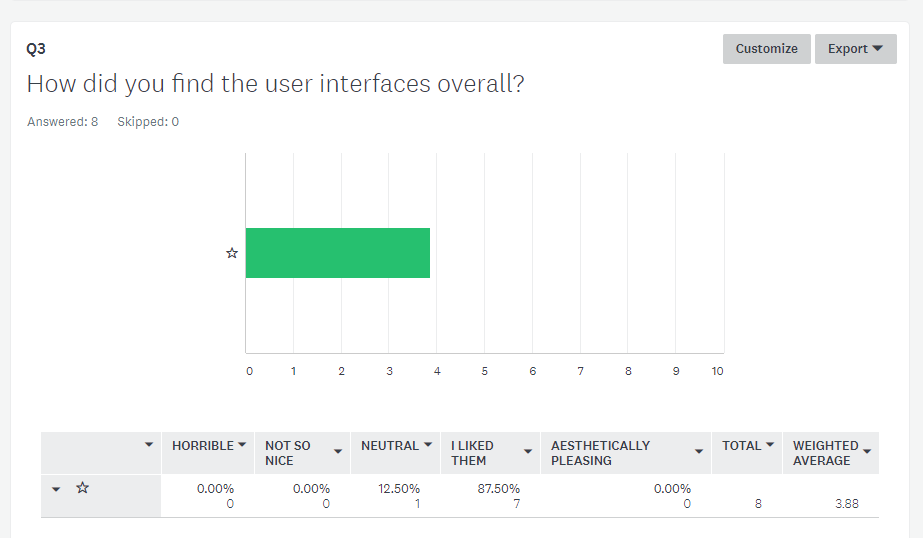 Q3
Customize
Export
How did you find the user interfaces overall?
Answered: 8 Skipped: 0
0 1 2 3 4 5 6 7 8 9 10
HORRIBLE NOT SO NICE NEUTRAL I LIKED THEM AESTHETICALLY PLEASING TOTAL WEIGHTED AVERAGE
0.00% 0.00% 12.50% 87.50% 0.00%
0 0 1 7 0 8 3.88